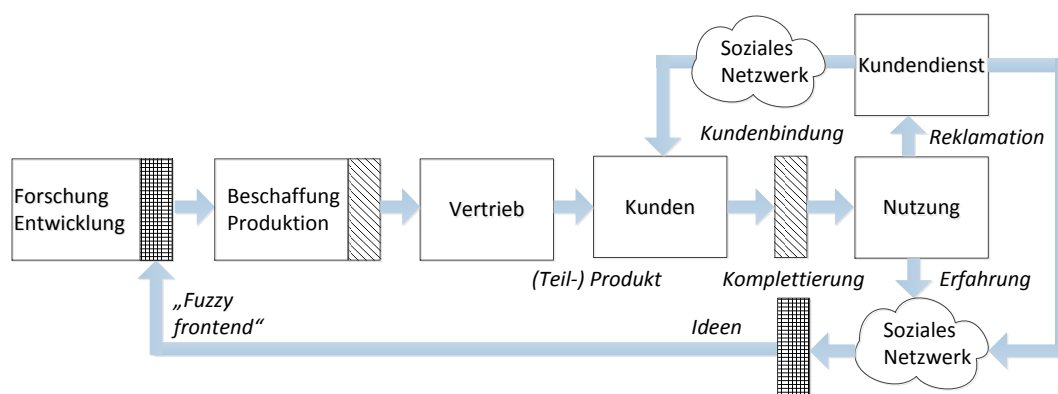 Soziales
Netzwerk
Kundendienst
Kundenbindung
Reklamation
Forschung
Entwicklung
Beschaffung
Produktion
Vertrieb
Kunden
Nutzung
(Teil-) Produkt
Komplettierung
Erfahrung
„Fuzzy
frontend“
Ideen
Soziales
Netzwerk